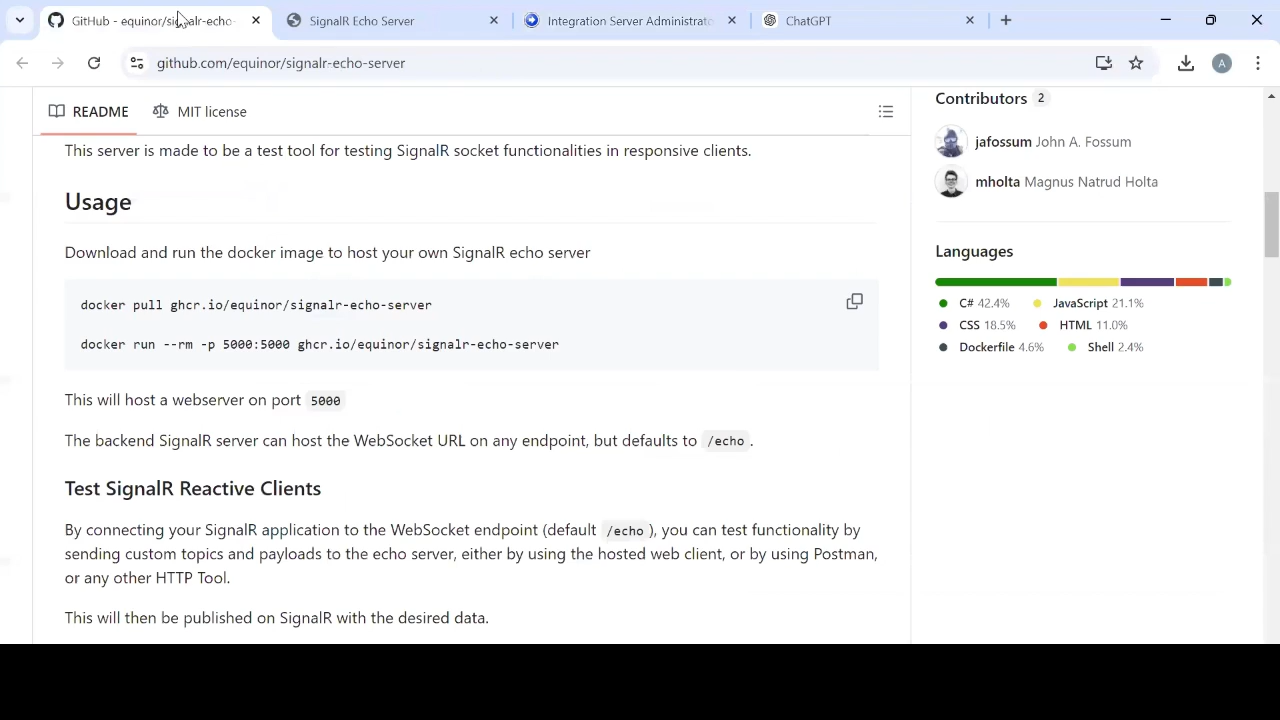 GitHub - equinor/signalr-echo-
SignalR Echo Server
Integration Server Administrato
ChatGPT
github.com/equinor/signalr-echo-server
A
README
MIT license
This server is made to be a test tool for testing SignalR socket functionalities in responsive clients.
Usage
Download and run the docker image to host your own SignalR echo server
docker pull ghcr.io/equinor/signalr-echo-server
docker run --rm -p 5000:5000 ghcr.io/equinor/signalr-echo-server
This will host a webserver on port 5000
The backend SignalR server can host the WebSocket URL on any endpoint, but defaults to /echo.
Test SignalR Reactive Clients
By connecting your SignalR application to the WebSocket endpoint (default /echo), you can test functionality by
sending custom topics and payloads to the echo server, either by using the hosted web client, or by using Postman,
or any other HTTP Tool.
This will then be published on SignalR with the desired data.
Contributors 2
jafossum John A. Fossum
mholta Magnus Natrud Holta
Languages
C# 42.4% JavaScript 21.1%
CSS 18.5% HTML 11.0%
Dockerfile 4.6% Shell 2.4%